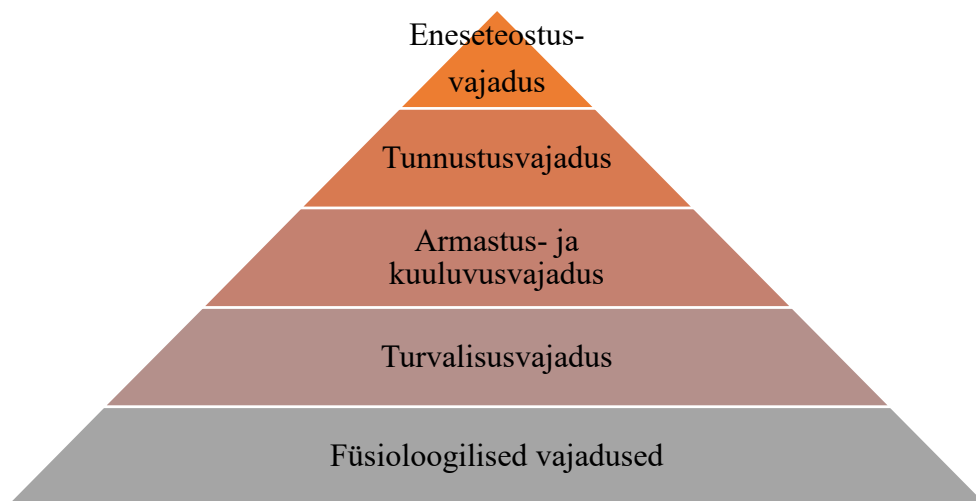 Eneseteostus-
vajadus
Tunnustusvajadus
Armastus- ja
kuuluvusvajadus
Turvalisusvajadus
Füsioloogilised vajadused